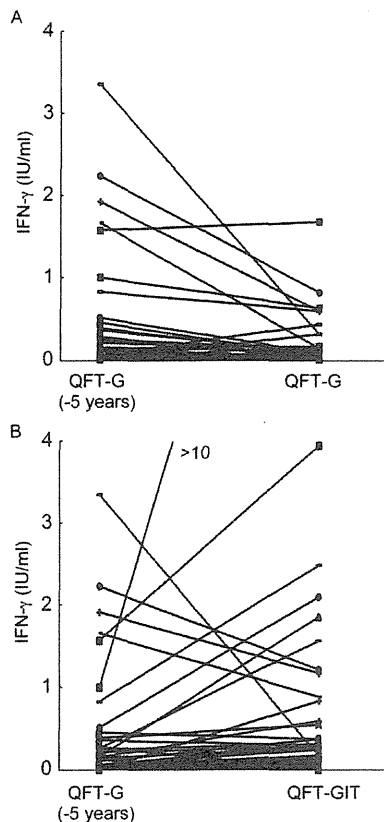 A
4
3
2
1
0
IFN-γ (IU/ml)
QFT-G QFT-G
(-5 years)
B
4
3
2
1
0
IFN-γ (IU/ml)
>10
QFT-G QFT-GIT
(-5 years)